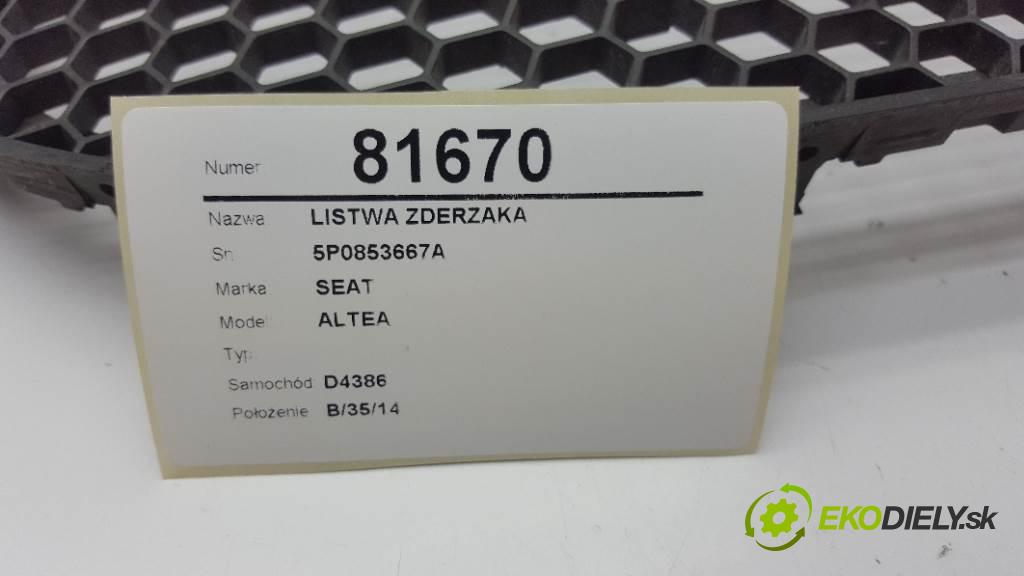 Numer 81670
Nazwa LISTWA ZDERZAKA
Sn 5P0853667A
Marka SEAT
Model ALTEA
Typ
Samochód D4386
Położenie B/35/14
EKODIELY.sk